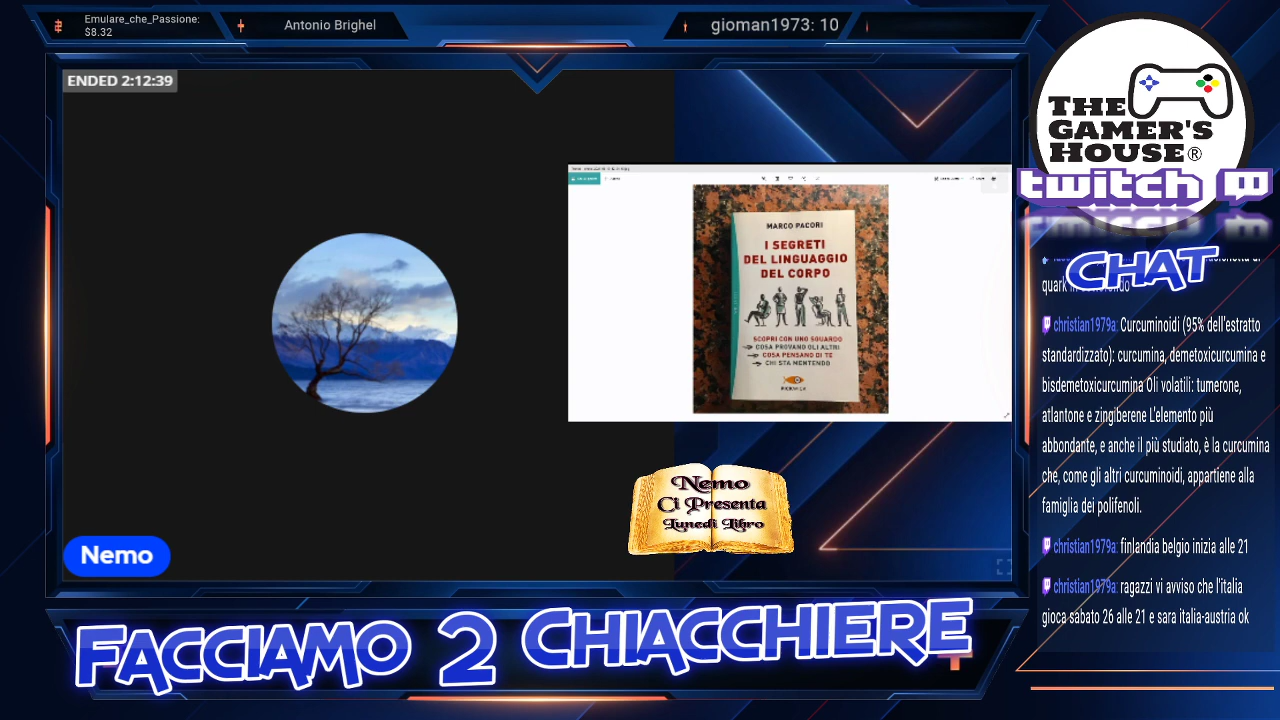 Emulare_che_Passione:
$8.32
Antonio Brighel
gioman1973: 10
ENDED 2:12:39
THE
GAMER'S
HOUSE®
twitch
CHAT
MARCO PACORI
I SEGRETI
DEL LINGUAGGIO
DEL CORPO
SCOPRI CON UNO SGUARDO
COSA PROVANO GLI ALTRI
COSA PENSANO DI TE
CHI STA MENTENDO
Nemo
Ci Presenta
Lunedì Libro
Nemo
FACCIAMO 2 CHIACCHIERE
quark
christian1979a: Curcuminoidi (95% dell'estratto
standardizzato): curcumina, demetoxicurcumina e
bisdemetoxicurcumina Oli volatili: tumerone,
atlantone e zingiberene L'elemento più
abbondante, e anche il più studiato, è la curcumina
che, come gli altri curcuminoidi, appartiene alla
famiglia dei polifenoli.
christian1979a: finlandia belgio inizia alle 21
christian1979a: ragazzi vi avviso che l'italia
gioca sabato 26 alle 21 e sara italia-austria ok